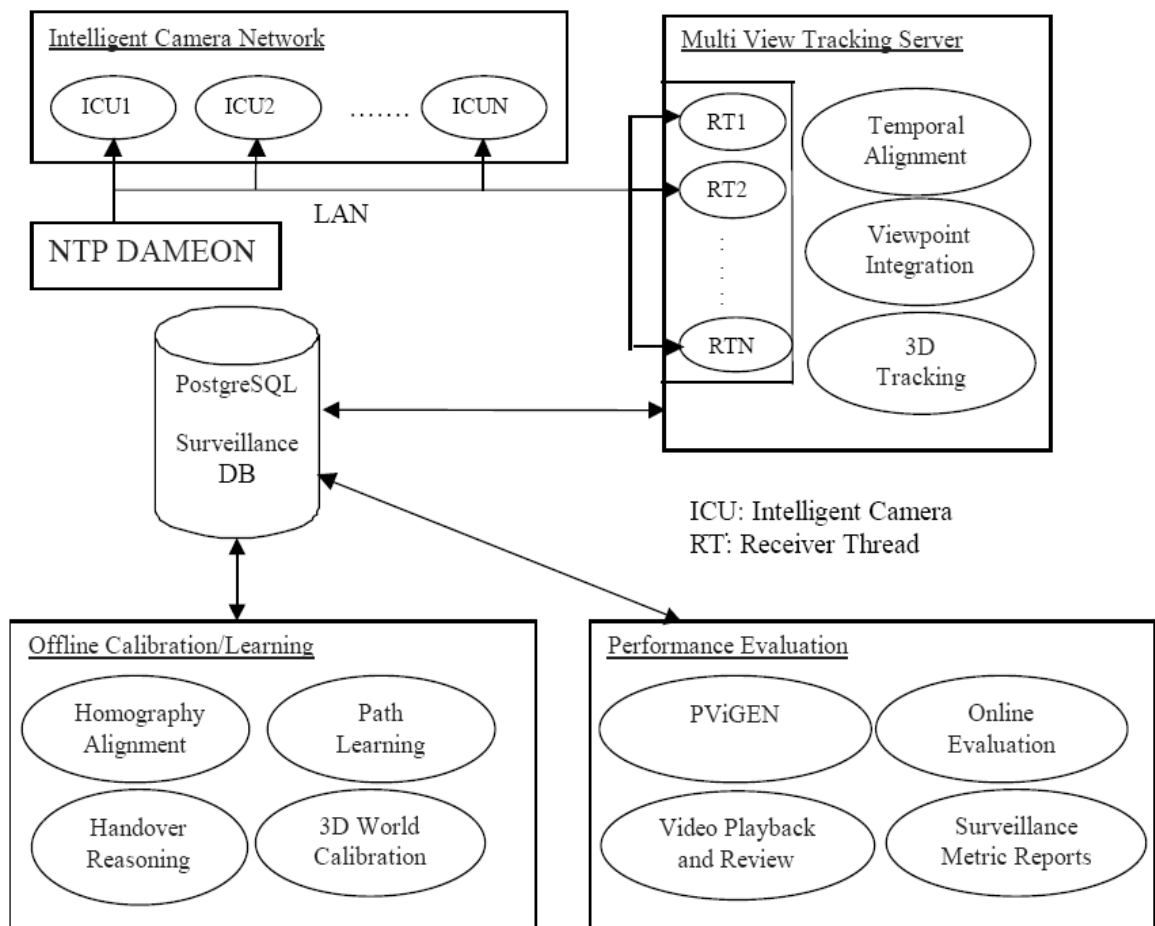 Intelligent Camera Network
ICU1
ICU2
.......
ICUN
NTP DAMEON
LAN
Multi View Tracking Server
RT1
RT2
:
:
:
RTN
Temporal
Alignment
Viewpoint
Integration
3D
Tracking
PostgreSQL
Surveillance
DB
ICU: Intelligent Camera
RT: Receiver Thread
Offline Calibration/Learning
Homography
Alignment
Path
Learning
Handover
Reasoning
3D World
Calibration
Performance Evaluation
PViGEN
Online
Evaluation
Video Playback
and Review
Surveillance
Metric Reports